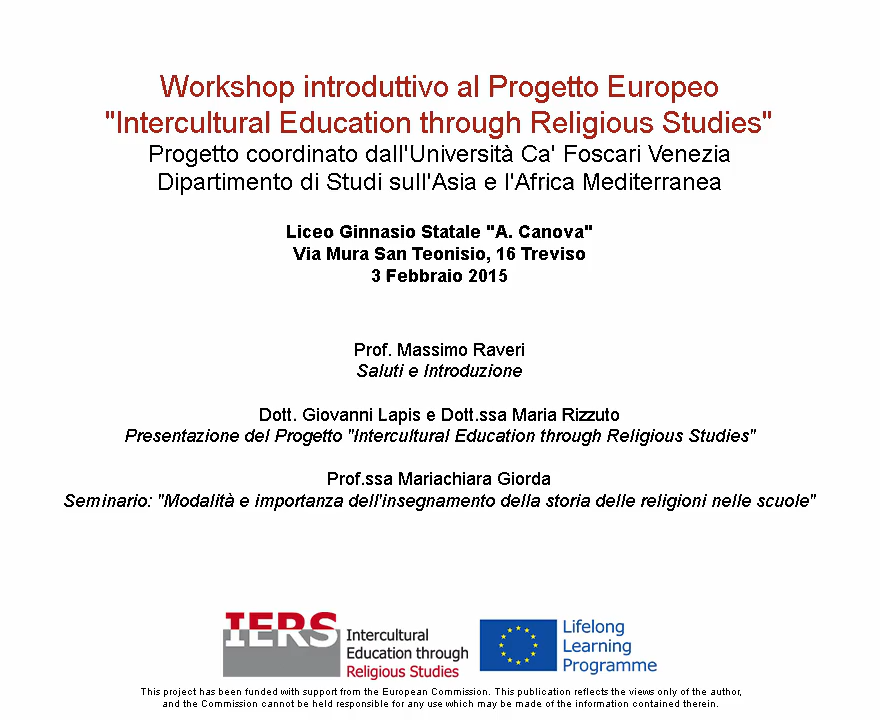 Workshop introduttivo al Progetto Europeo
"Intercultural Education through Religious Studies"
Progetto coordinato dall'Università Ca' Foscari Venezia
Dipartimento di Studi sull'Asia e l'Africa Mediterranea
Liceo Ginnasio Statale "A. Canova"
Via Mura San Teonisio, 16 Treviso
3 Febbraio 2015
Prof. Massimo Raveri
Saluti e Introduzione
Dott. Giovanni Lapis e Dott.ssa Maria Rizzuto
Presentazione del Progetto "Intercultural Education through Religious Studies"
Prof.ssa Mariachiara Giorda
Seminario: "Modalità e importanza dell'insegnamento della storia delle religioni nelle scuole"
IERS
Intercultural
Education through
Religious Studies
Lifelong
Learning
Programme
This project has been funded with support from the European Commission. This publication reflects the views only of the author,
and the Commission cannot be held responsible for any use which may be made of the information contained therein.